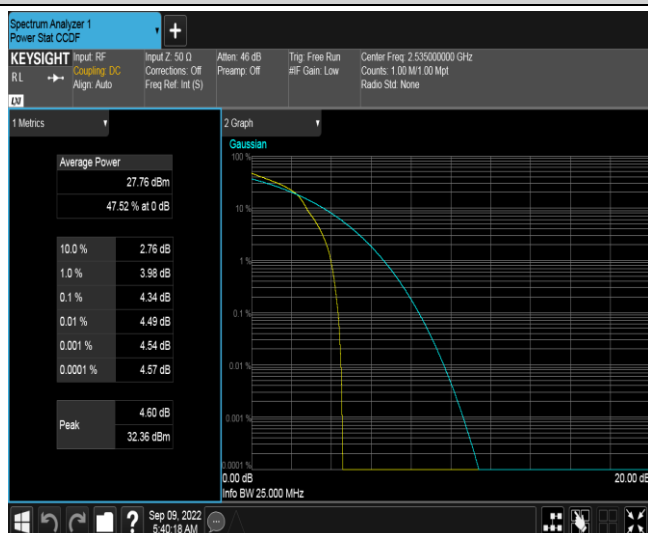 Spectrum Analyzer 1
Power Stat CCDF
KEYSIGHT
R L
LXI
Input: RF
Coupling: DC
Align: Auto
Input Z: 50 Ω
Corrections: Off
Freq Ref: Int (S)
Atten: 46 dB
Preamp: Off
Trig: Free Run
#IF Gain: Low
Center Freq: 2.535000000 GHz
Counts: 1.00 M/1.00 Mpt
Radio Std: None
1 Metrics
Average Power
27.76 dBm
47.52 % at 0 dB
10.0 % 2.76 dB
1.0 % 3.98 dB
0.1 % 4.34 dB
0.01 % 4.49 dB
0.001 % 4.54 dB
0.0001 % 4.57 dB
Peak
4.60 dB
32.36 dBm
2 Graph
Gaussian
100 %
10 %
1 %
0.1 %
0.01 %
0.001 %
0.0001 %
0.00 dB 20.00 dB
Info BW 25.000 MHz
?
Sep 09, 2022
5:40:18 AM